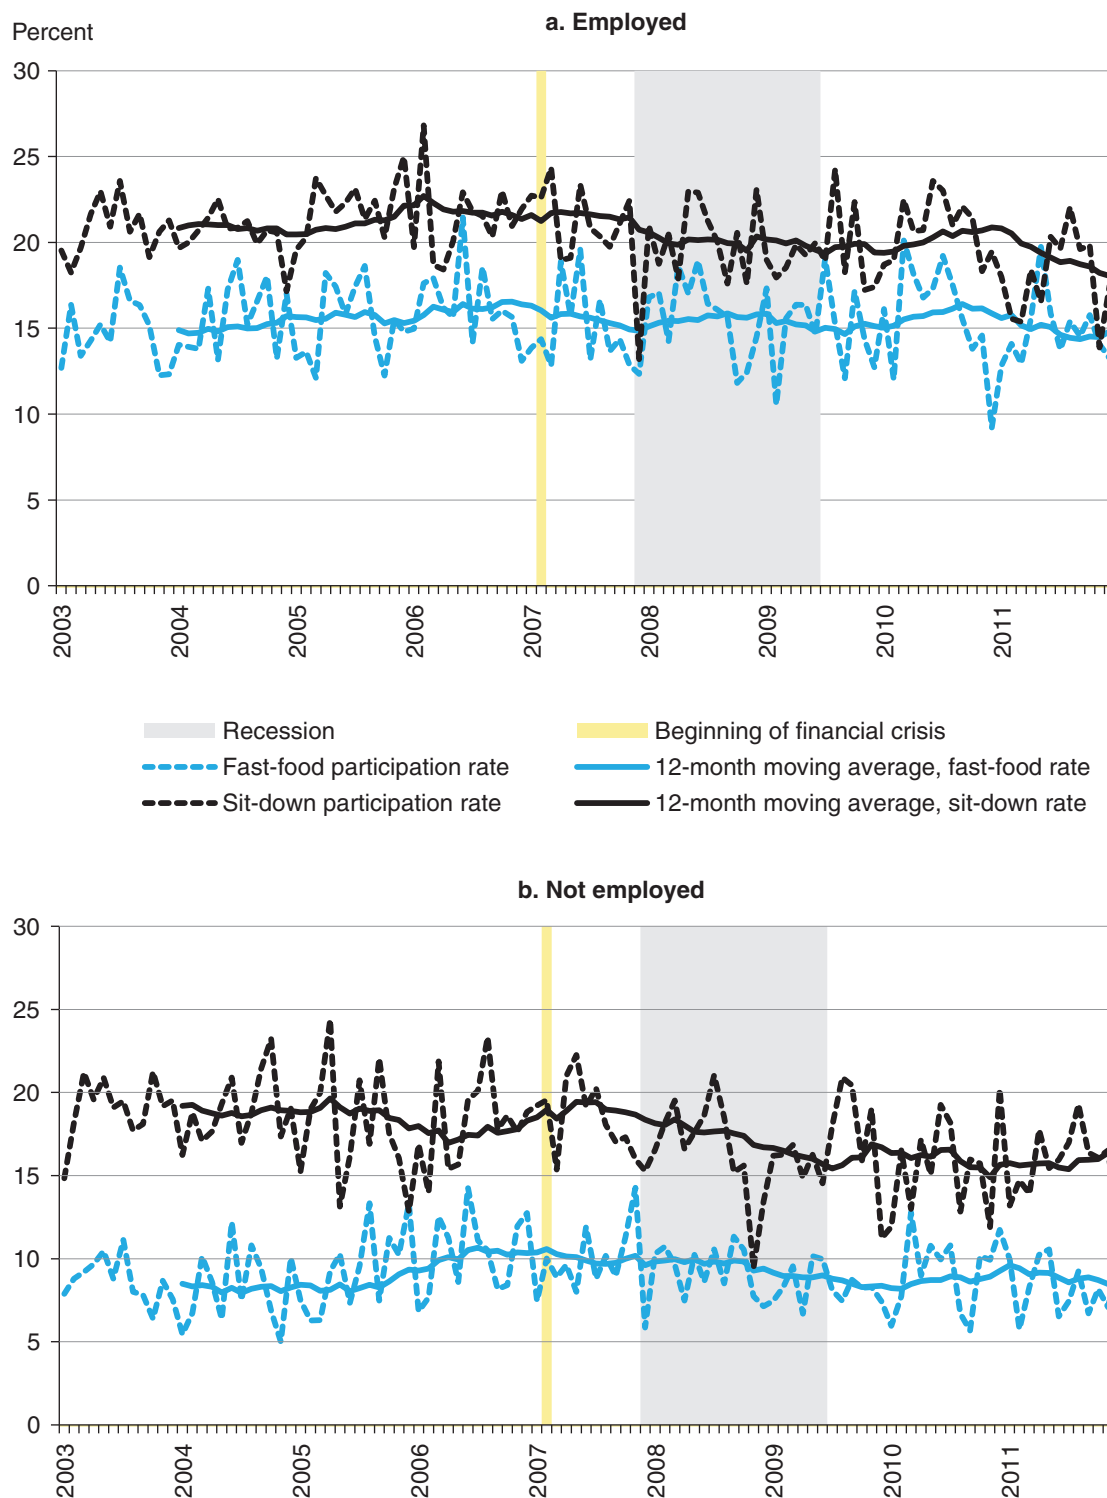 a. Employed
Percent
30
25
20
15
10
5
0
2003 2004 2005 2006 2007 2008 2009 2010 2011
Recession Beginning of financial crisis
Fast-food participation rate 12-month moving average, fast-food rate
Sit-down participation rate 12-month moving average, sit-down rate
b. Not employed
30
25
20
15
10
5
0
2003 2004 2005 2006 2007 2008 2009 2010 2011